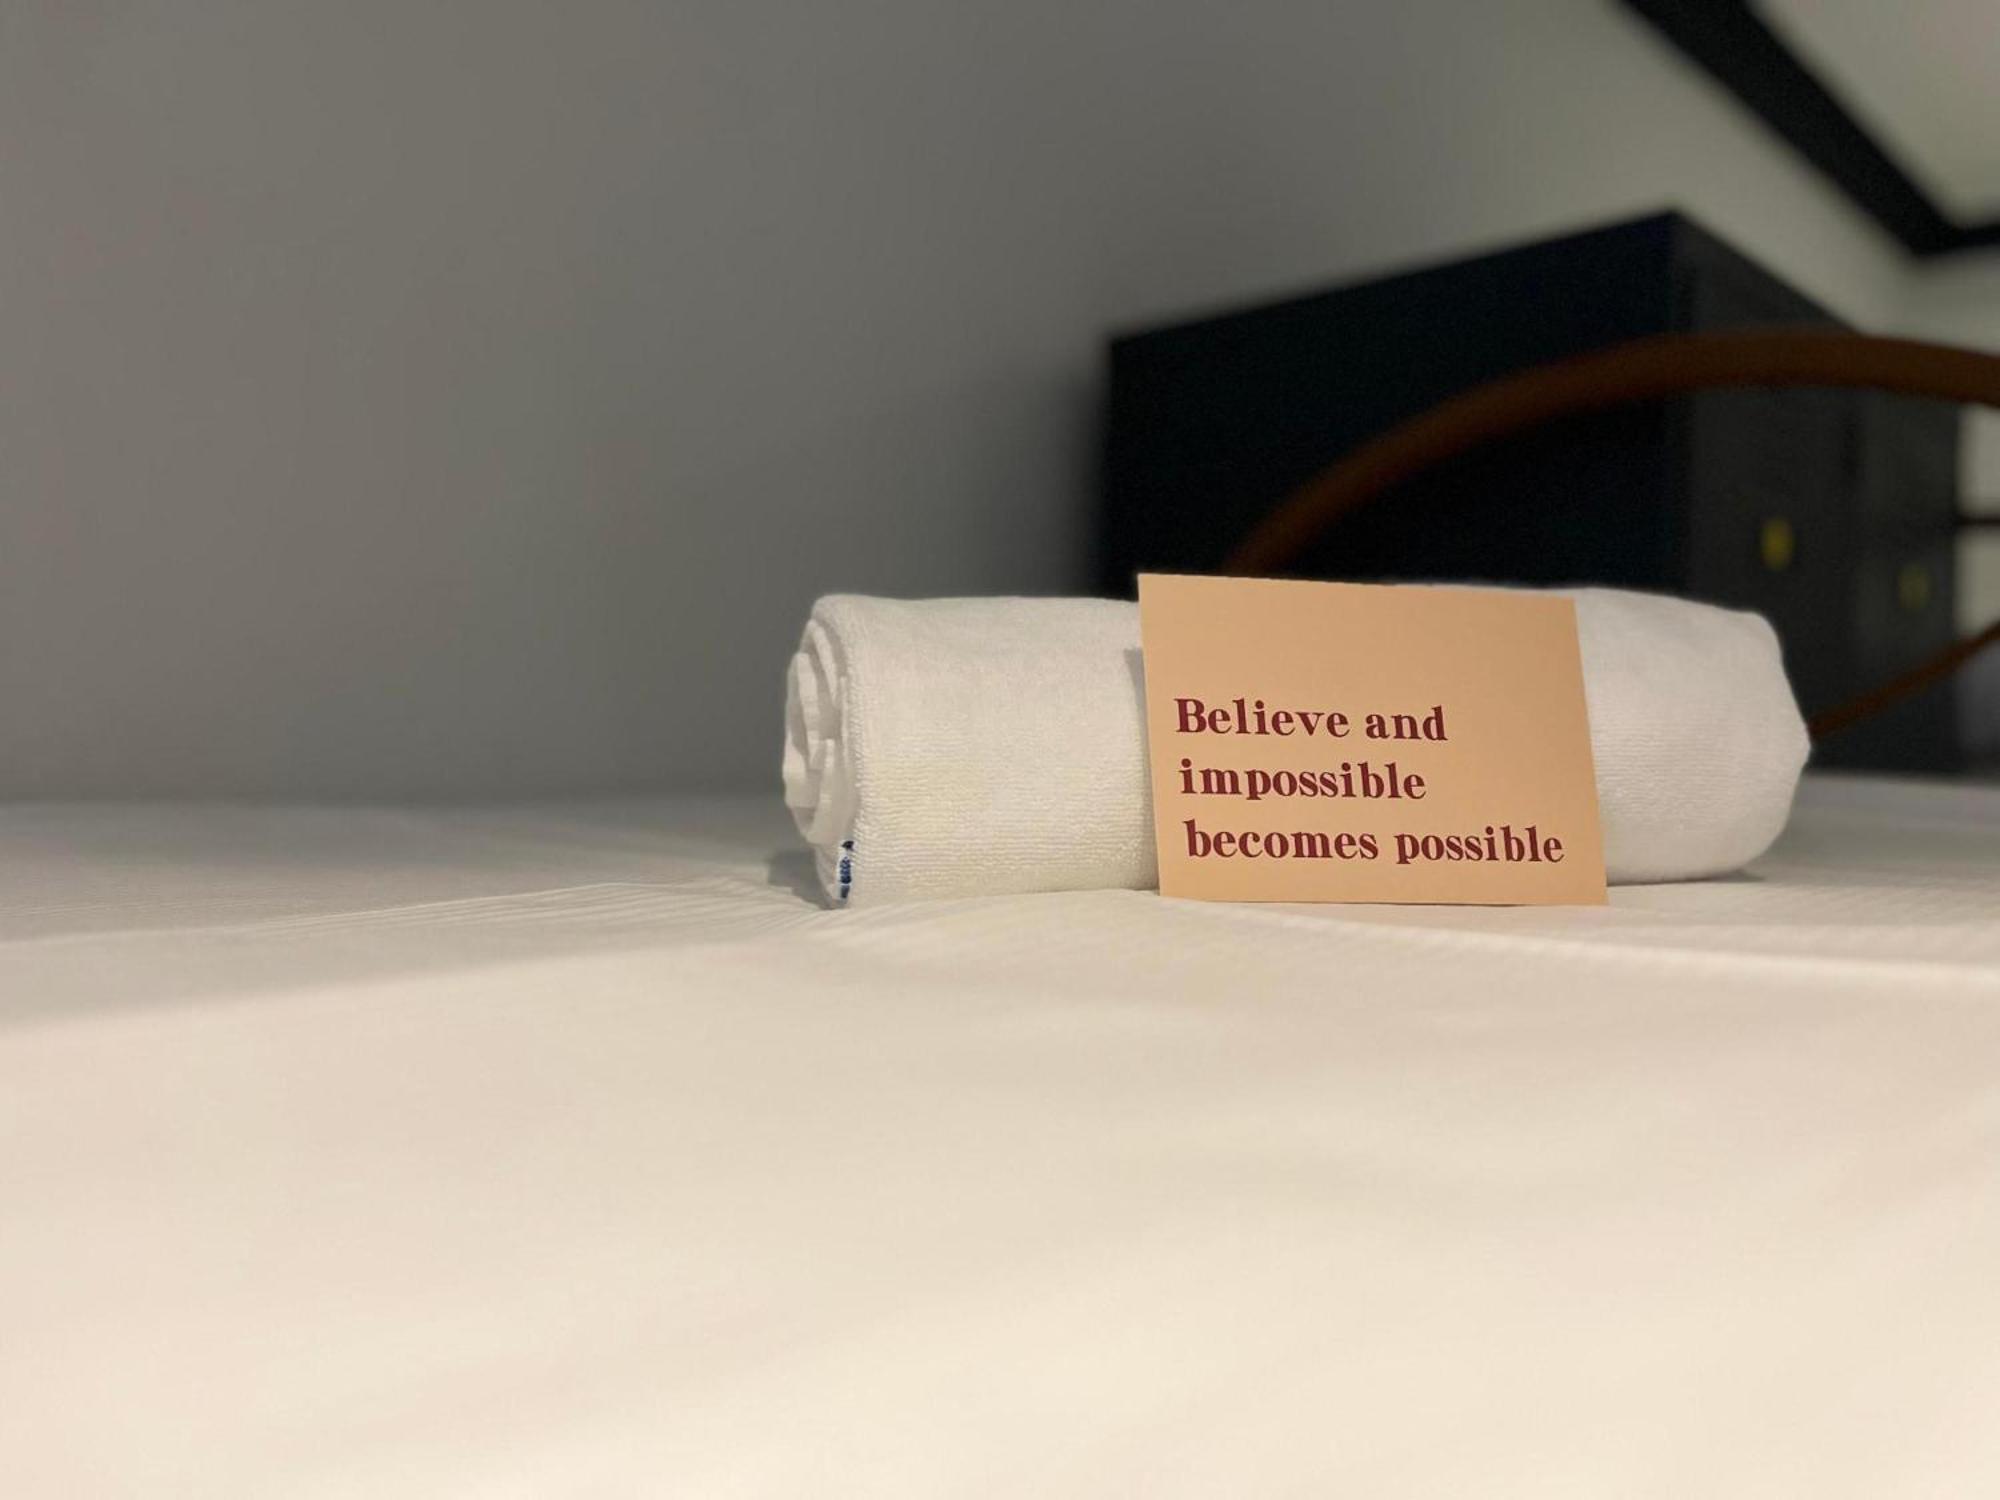 Believe and
impossible
becomes possible